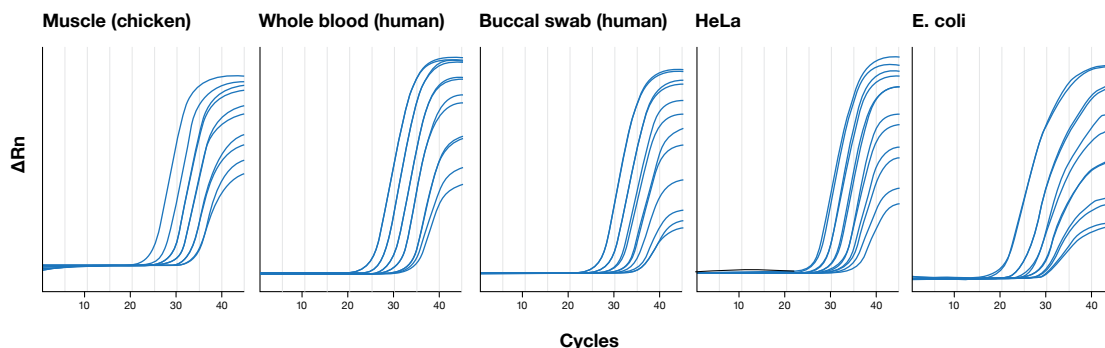 Muscle (chicken) Whole blood (human) Buccal swab (human) HeLa E. coli
ΔRn
10 20 30 40 10 20 30 40 10 20 30 40 10 20 30 40 10 20 30 40
Cycles